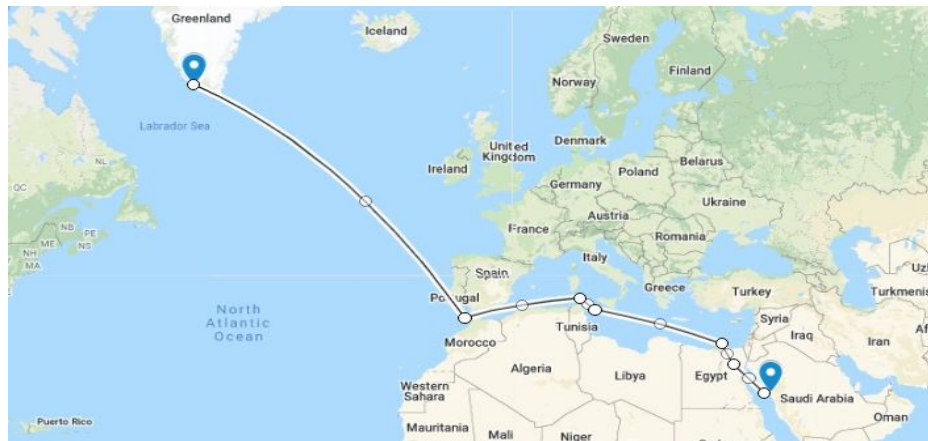 Greenland
Iceland
Sweden
Finland
Norway
Labrador Sea
United
Kingdom
Denmark
Ireland
NL
Belarus
Poland
QC
Germany
Ukraine
NB
PE
Austria
ME
NS
France
Romania
NH
MA
Italy
Uz
Spain
Portugal
Greece
Turkey
Turkmenis
North
Atlantic
Ocean
Tunisia
Syria
Morocco
Iraq
Iran
Af
Algeria
Libya
Egypt
Western
Sahara
Saudi Arabia
Oman
Puerto Rico
Mauritania
Mali
Niger